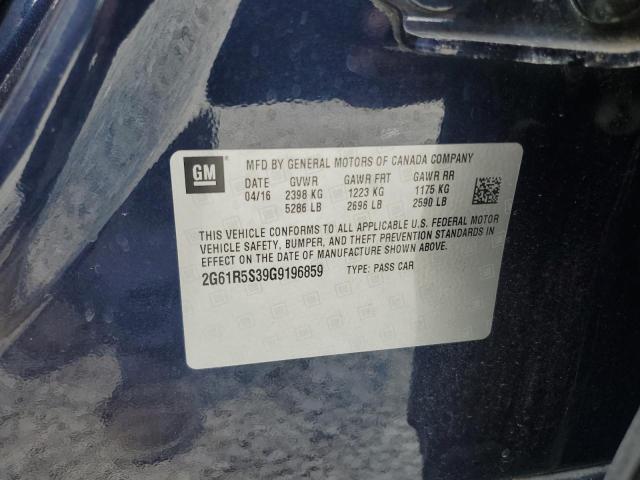 GM
MFD BY GENERAL MOTORS OF CANADA COMPANY
DATE GVWR GAWR FRT GAWR RR
04/16 2398 KG 1223 KG 1175 KG
5286 LB 2696 LB 2590 LB
THIS VEHICLE CONFORMS TO ALL APPLICABLE U.S. FEDERAL MOTOR
VEHICLE SAFETY, BUMPER, AND THEFT PREVENTION STANDARDS IN
EFFECT ON THE DATE OF MANUFACTURE SHOWN ABOVE.
2G61R5S39G9196859 TYPE: PASS CAR